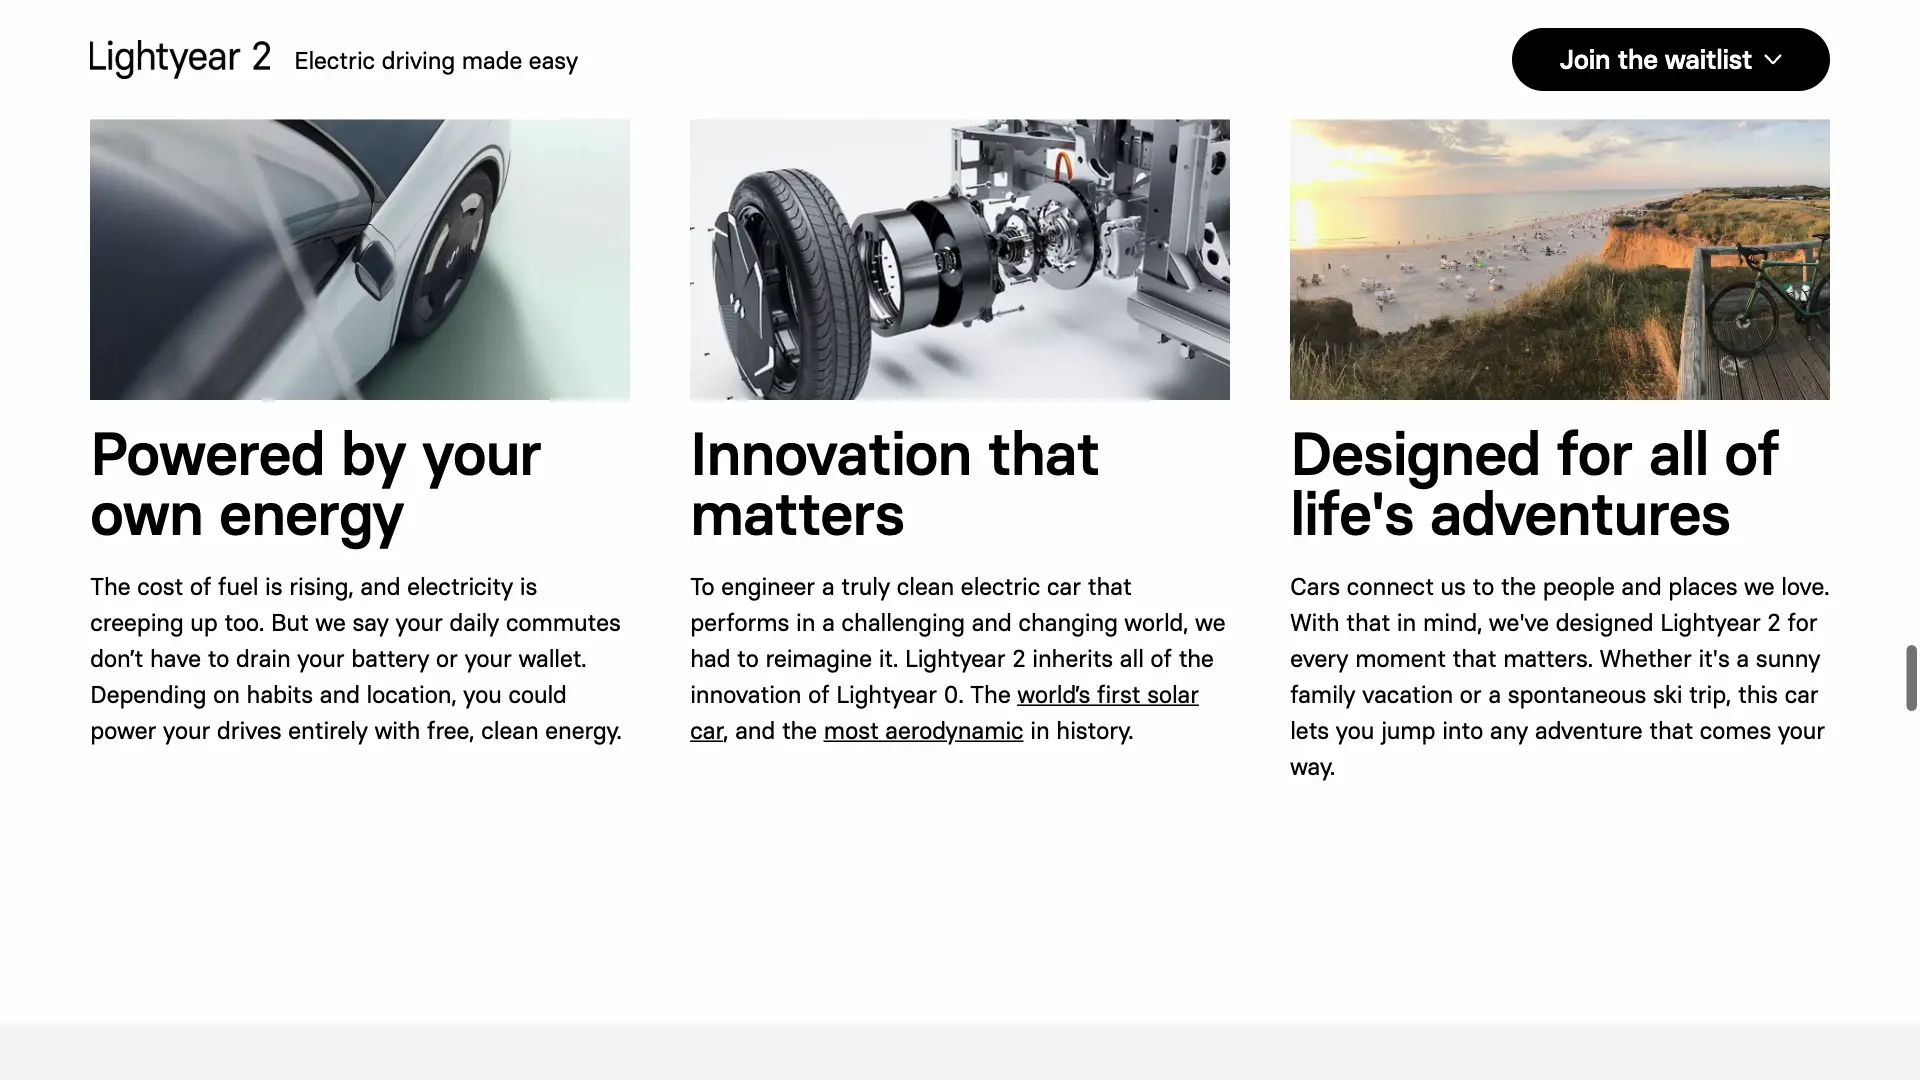 Lightyear 2 Electric driving made easy
Join the waitlist
Powered by your
own energy
The cost of fuel is rising, and electricity is
creeping up too. But we say your daily commutes
don’t have to drain your battery or your wallet.
Depending on habits and location, you could
power your drives entirely with free, clean energy.
Innovation that
matters
To engineer a truly clean electric car that
performs in a challenging and changing world, we
had to reimagine it. Lightyear 2 inherits all of the
innovation of Lightyear 0. The world’s first solar
car, and the most aerodynamic in history.
Designed for all of
life's adventures
Cars connect us to the people and places we love.
With that in mind, we've designed Lightyear 2 for
every moment that matters. Whether it's a sunny
family vacation or a spontaneous ski trip, this car
lets you jump into any adventure that comes your
way.